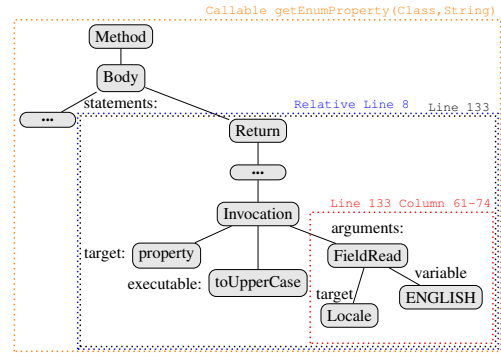 Callable getEnumProperty(Class,String)
Method
Body
statements:
...
Relative Line 8
Line 133
Return
...
Invocation
Line 133 Column 61-74
arguments:
target:
property
FieldRead
executable:
toUpperCase
target
variable
ENGLISH
Locale